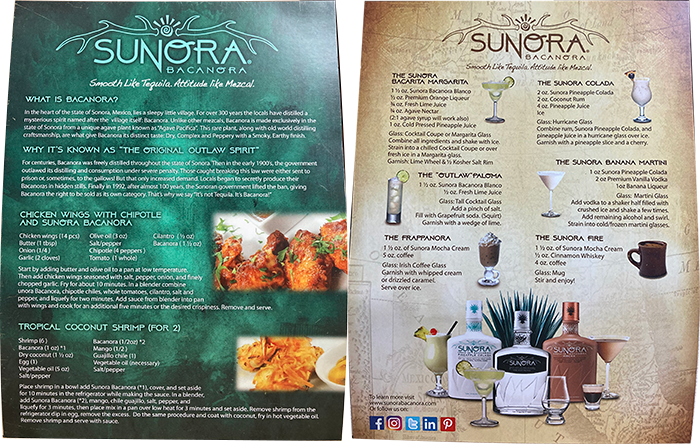 SUNORA®
BACANORA
Smooth Like Tequila. Attitude like Mezcal.
WHAT IS BACANORA?
In the heart of the state of Sonora, Mexico, lies a sleepy little village. For over 300 years the locals have distilled a
mysterious spirit named after the village itself; Bacanora. Unlike other mezcals, Bacanora is made exclusively in the
state of Sonora from a unique agave plant known as "Agave Pacifica". This rare plant, along with old world distilling
craftmanship, are what give Bacanora its distinct taste: Dry, Complex and Peppery with a Smoky, Earthy finish.
WHY IT'S KNOWN AS "THE ORIGINAL OUTLAW SPIRIT"
For centuries, Bacanora was freely distilled throughout the state of Sonora. Then in the early 1900's, the government
outlawed its distilling and consumption under severe penalty. Those caught breaking this law were either sent to
prison or, sometimes, to the gallows! But that only increased demand. Locals began to secretly produce their
Bacanoras in hidden stills. Finally in 1992, after almost 100 years, the Sonoran government lifted the ban, giving
Bacanora the right to be sold as its own category. That's why we say "It's not Tequila. It's Bacanora!"
CHICKEN WINGS WITH CHIPOTLE
AND SUNORA BACANORA
Chicken wings (14 pcs) Olive oil (3 oz) Cilantro (½ oz)
Butter (1 tbsp) Salt/pepper Bacanora (1 ½ oz)
Onion (1/4) Chipotle (4 peppers)
Garlic (2 cloves) Tomato (1 whole)
Start by adding butter and olive oil to a pan at low temperature.
Then add chicken wings seasoned with salt, pepper, onion, and finely
chopped garlic. Fry for about 10 minutes. In a blender combine
unora Bacanora, chipotle chiles, whole tomatoes, cilantro, salt and
pepper, and liquefy for two minutes. Add sauce from blender into pan
with wings and cook for an additional five minutes or the desired crispiness. Remove and serve.
TROPICAL COCONUT SHRIMP (FOR 2)
Shrimp (6) Bacanora (1/2oz) *2
Bacanora (1 oz) *1 Mango (1/2)
Dry coconut (1 ½ oz) Guajillo chile (1)
Egg (1) Vegetable oil (necessary)
Vegetable oil (5 oz) Salt/pepper
Salt/pepper
Place shrimp in a bowl add Sunora Bacanora (*1), cover, and set aside
for 10 minutes in the refrigerator while making the sauce. In a blender,
add Sunora Bacanora (*2), mango, chile guajillo, salt, pepper, and
liquefy for 3 minutes, then place mix in a pan over low heat for 3 minutes and set aside. Remove shrimp from the
refrigerator dip in egg, remove the excess. Do the same procedure and coat with coconut, fry in hot vegetable oil.
Remove shrimp and serve with sauce.
SUNORA®
BACANORA
Smooth Like Tequila. Attitude like Mezcal.
THE SUNORA
BACARITA MARGARITA
1 ½ oz. Sunora Bacanora Blanco
½ oz. Premium Orange Liqueur
¾ oz. Fresh Lime Juice
¾ oz. Agave Nectar
(2:1 agave syrup will work also)
1 oz. Cold Pressed Pineapple Juice
Glass: Cocktail Coupe or Margarita Glass
Combine all ingredients and shake with ice.
Strain into a chilled Cocktail Coupe or over
fresh ice in a Margarita glass.
Garnish: Lime Wheel & ½ Kosher Salt Rim
THE "OUTLAW" PALOMA
1 ½ oz. Sunora Bacanora Blanco
½ oz. Fresh Lime Juice
Glass: Tall Cocktail Glass
Add a pinch of salt.
Fill with Grapefruit soda. (Squirt)
Garnish with a wedge of lime.
THE FRAPPANORA
1 ½ oz. of Sunora Mocha Cream
5 oz. coffee
Glass: Irish Coffee Glass
Garnish with whipped cream
or drizzled caramel.
Serve over ice.
THE SUNORA COLADA
2 oz. Sunora Pineapple Colada
2 oz. Coconut Rum
4 oz. Pineapple Juice
Ice
Glass: Hurricane Glass
Combine rum, Sunora Pineapple Colada, and
pineapple juice in a hurricane glass over ice.
Garnish with a pineapple slice and a cherry.
THE SUNORA BANANA MARTINI
1 oz Sunora Pineapple Colada
2 oz Premium Vanilla Vodka
1oz Banana Liqueur
Glass: Martini Glass
Add vodka to a shaker half filled with
crushed ice and shake a few times.
Add remaining alcohol and swirl.
Strain into cold/frozen martini glasses.
THE SUNORA FIRE
1 ½ oz. of Sunora Mocha Cream
½ oz. Cinnamon Whiskey
4 oz. coffee
Glass: Mug
Stir and enjoy!
SUNORA
SUNORA
SUNORA
To learn more visit
www.sunorabacanora.com
Or follow us on: